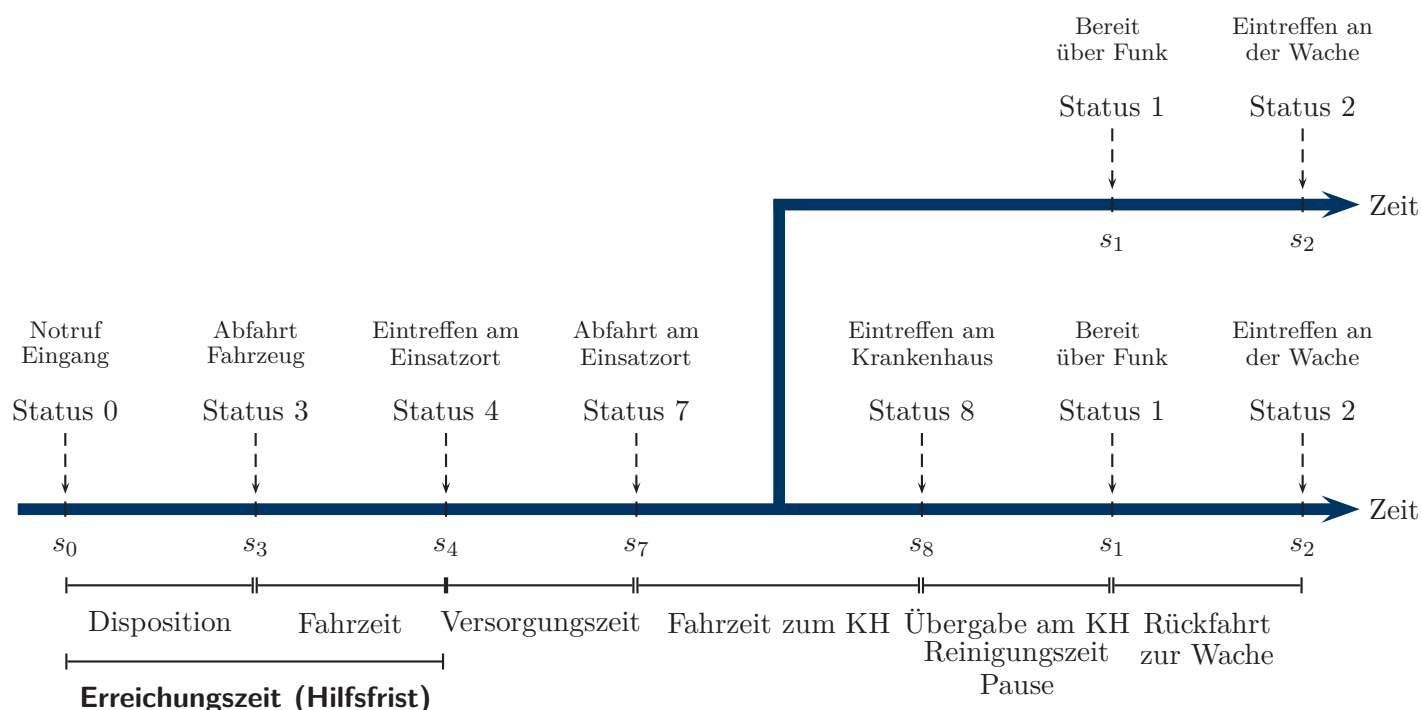 Bereit
über Funk
Eintreffen an
der Wache
Status 1
Status 2
Zeit
s1
s2
Notruf
Eingang
Abfahrt
Fahrzeug
Eintreffen am
Einsatzort
Abfahrt am
Einsatzort
Eintreffen am
Krankenhaus
Bereit
über Funk
Eintreffen an
der Wache
Status 0
Status 3
Status 4
Status 7
Status 8
Status 1
Status 2
Zeit
s0
s3
s4
s7
s8
s1
s2
Disposition
Fahrzeit
Versorgungszeit
Fahrzeit zum KH
Übergabe am KH
Reinigungszeit
Pause
Rückfahrt
zur Wache
Erreichungszeit (Hilfsfrist)